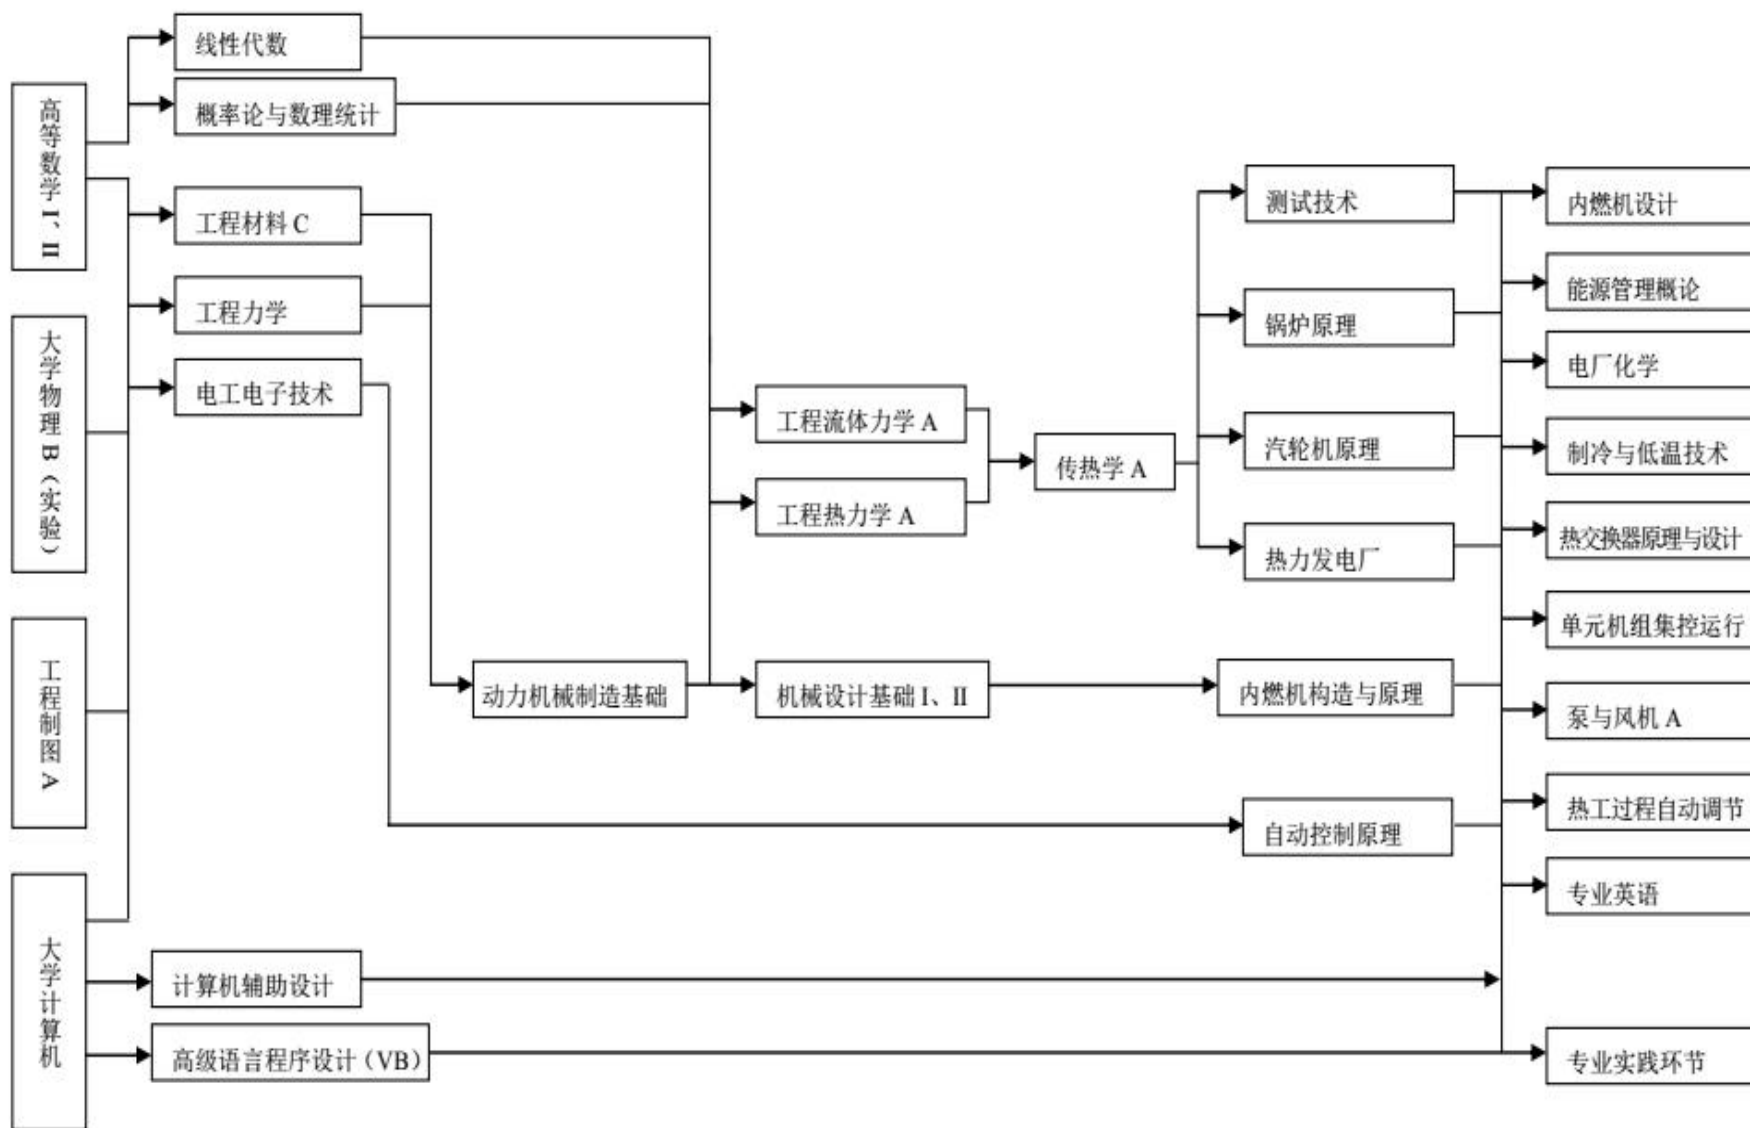 高等数学 I、II
大学物理 B（实验）
工程制图 A
大学计算机
线性代数
概率论与数理统计
工程材料 C
工程力学
电工电子技术
计算机辅助设计
高级语言程序设计（VB）
动力机械制造基础
工程流体力学 A
工程热力学 A
机械设计基础 I、II
传热学 A
测试技术
锅炉原理
汽轮机原理
热力发电厂
内燃机构造与原理
自动控制原理
内燃机设计
能源管理概论
电厂化学
制冷与低温技术
热交换器原理与设计
单元机组集控运行
泵与风机 A
热工过程自动调节
专业英语
专业实践环节